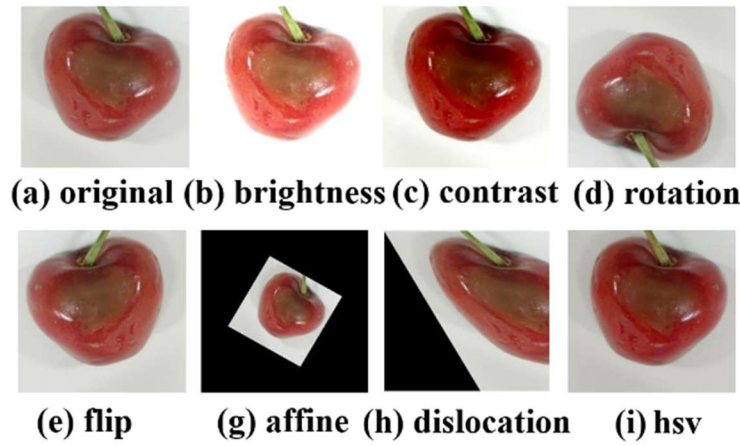 (a) original (b) brightness (c) contrast (d) rotation
(e) flip (g) affine (h) dislocation (i) hsv